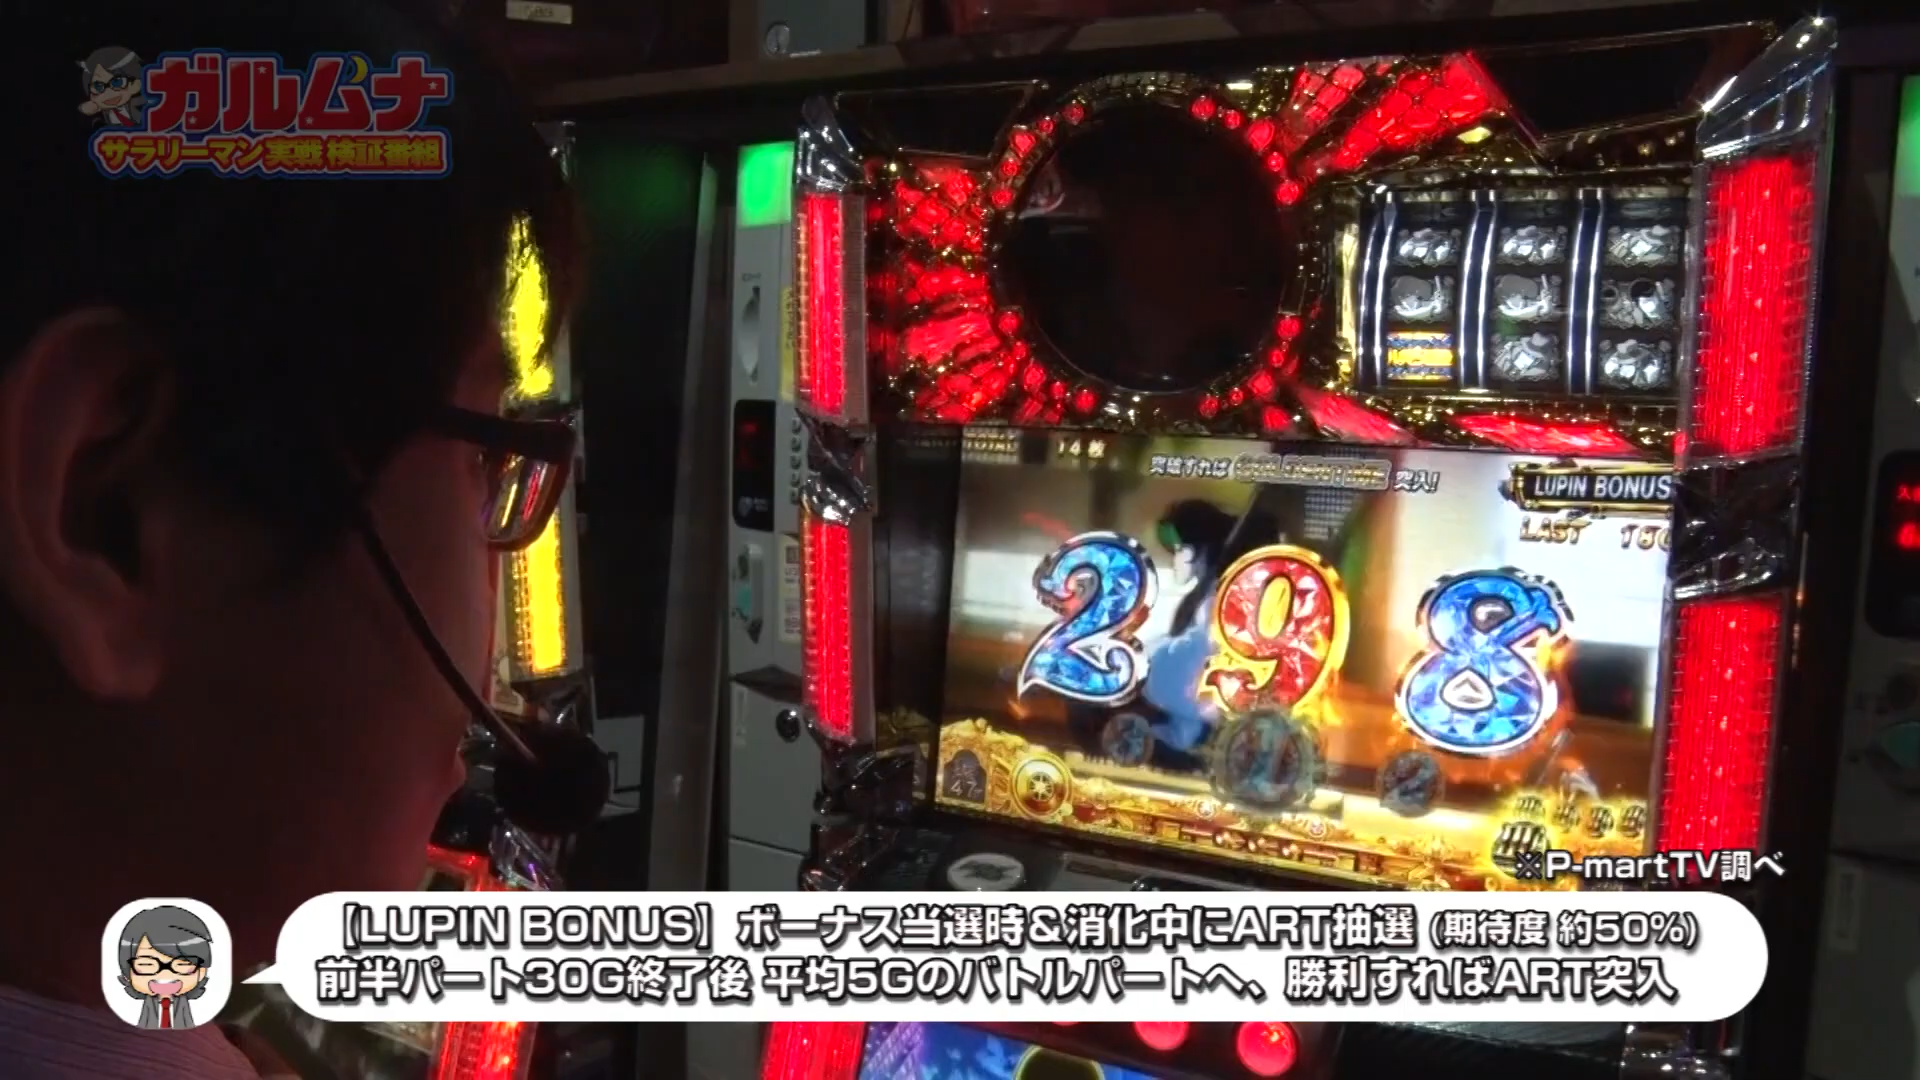 ガルムナ
サラリーマン実戦検証番組
14枚
突破すれば
突入!
LUPIN BONUS
LAST
2 9 8
47
※P-martTV調べ
【LUPIN BONUS】ボーナス当選時&消化中にART抽選(期待度 約50%)
前半パート30G終了後 平均5Gのバトルパートへ、勝利すればART突入